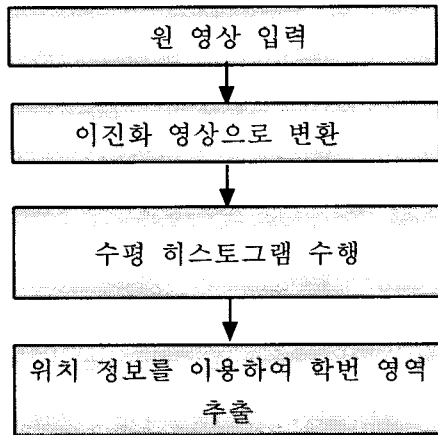 원 영상 입력
이진화 영상으로 변환
수평 히스토그램 수행
위치 정보를 이용하여 학번 영역
추출